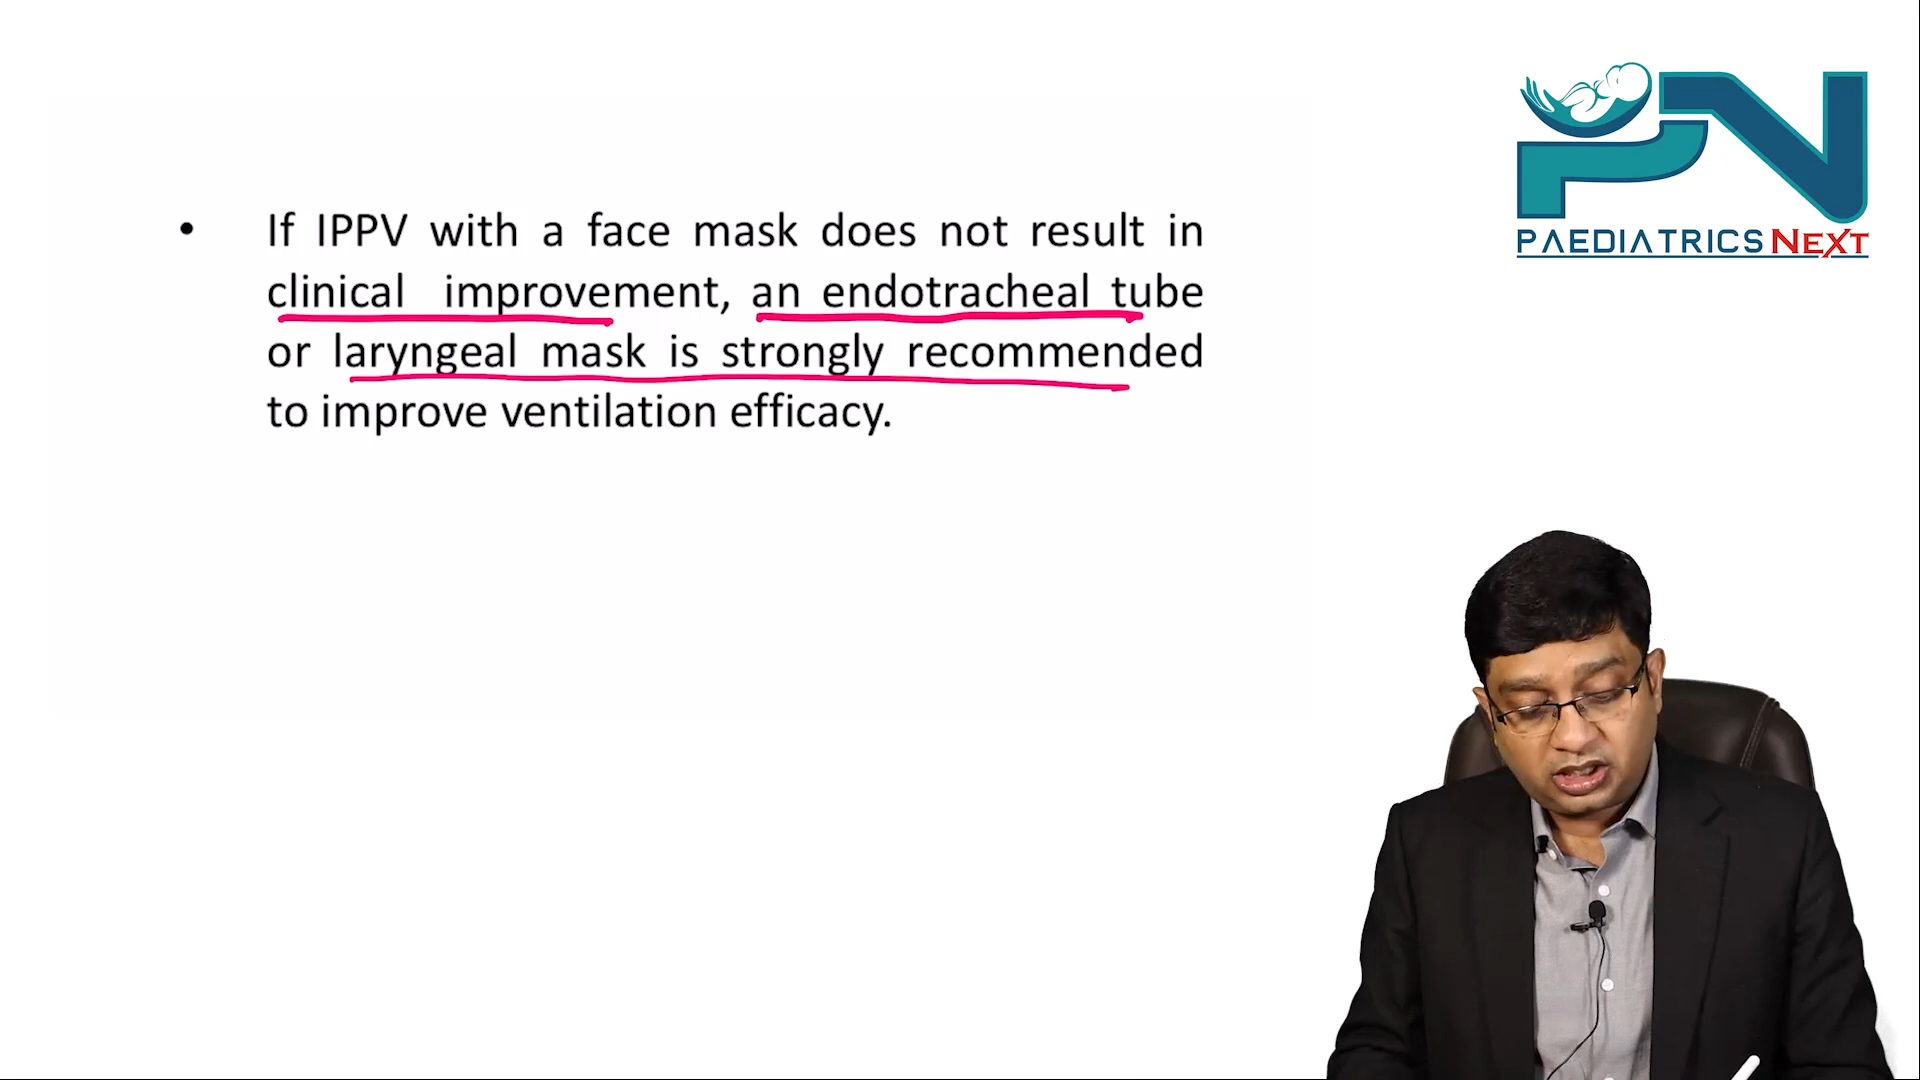 PAEDIATRICS NEXT
• If IPPV with a face mask does not result in
clinical improvement, an endotracheal tube
or laryngeal mask is strongly recommended
to improve ventilation efficacy.